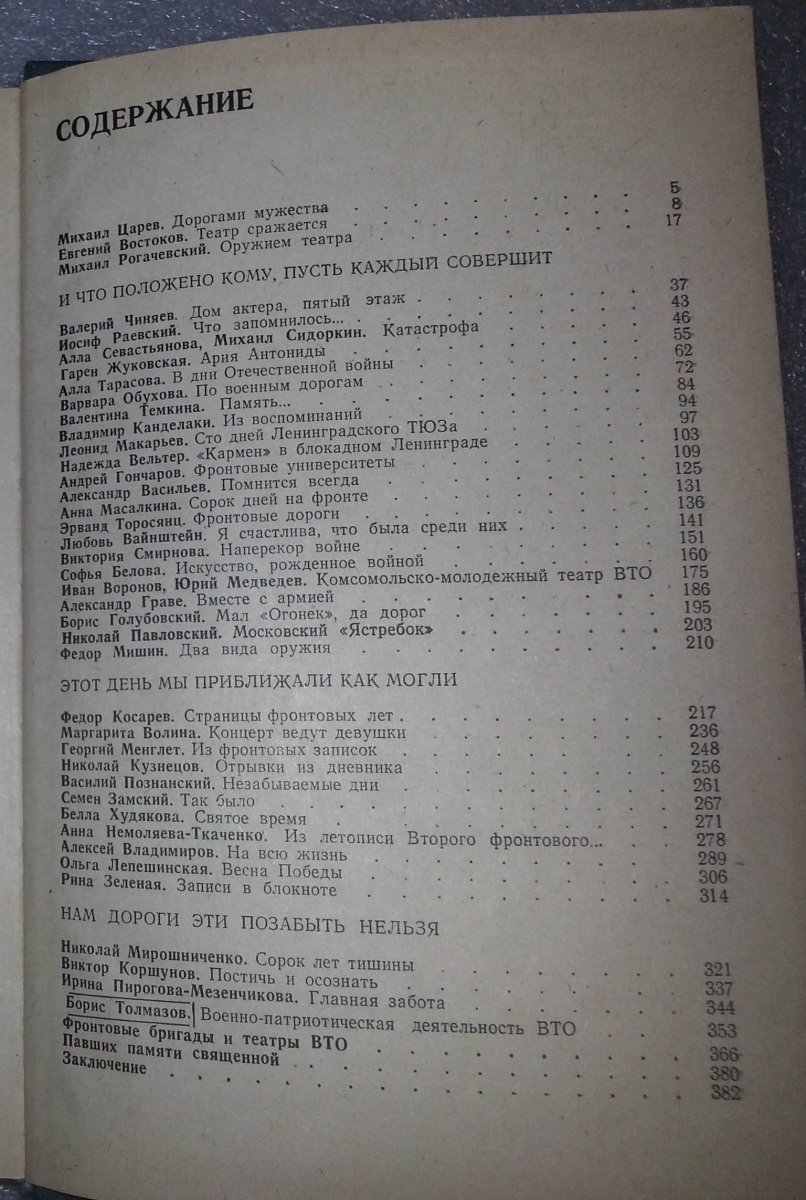 СОДЕРЖАНИЕ
Михаил Царев. Дорогами мужества . . . . . . . . . 5
Евгений Востоков. Театр сражается . . . . . . . . . 8
Михаил Рогачевский. Оружием театра . . . . . . . . 17
И ЧТО ПОЛОЖЕНО КОМУ, ПУСТЬ КАЖДЫЙ СОВЕРШИТ
Валерий Чиняев. Дом актера, пятый этаж . . . . . . . 37
Иосиф Раевский. Что запомнилось... . . . . . . . . . 43
Алла Севастьянова, Михаил Сидоркин. Катастрофа . . . . . 46
Гарен Жуковская. Ария Антониды . . . . . . . . . 55
Алла Тарасова. В дни Отечественной войны . . . . . . . 62
Варвара Обухова. По военным дорогам . . . . . . . . 72
Валентина Темкина. Память... . . . . . . . . . . 84
Владимир Канделаки. Из воспоминаний . . . . . . . . 94
Леонид Макарьев. Сто дней Ленинградского ТЮЗа . . . . . 97
Надежда Вельтер. «Кармен» в блокадном Ленинграде . . . . 103
Андрей Гончаров. Фронтовые университеты . . . . . . . 109
Александр Васильев. Помнится всегда . . . . . . . . 125
Анна Масалкина. Сорок дней на фронте . . . . . . . . 131
Эрванд Торосянц. Фронтовые дороги . . . . . . . . 136
Любовь Вайнштейн. Я счастлива, что была среди них . . . . 141
Виктория Смирнова. Наперекор войне . . . . . . . . 151
Софья Белова. Искусство, рожденное войной . . . . . . 160
Иван Воронов, Юрий Медведев. Комсомольско-молодежный театр ВТО 175
Александр Граве. Вместе с армией . . . . . . . . . 186
Борис Голубовский. Мал «Огонек», да дорог . . . . . . 195
Николай Павловский. Московский «Ястребок» . . . . . . 203
Федор Мишин. Два вида оружия . . . . . . . . . 210
ЭТОТ ДЕНЬ МЫ ПРИБЛИЖАЛИ КАК МОГЛИ
Федор Косарев. Страницы фронтовых лет . . . . . . . . 217
Маргарита Волина. Концерт ведут девушки . . . . . . . 236
Георгий Менглет. Из фронтовых записок . . . . . . . 248
Николай Кузнецов. Отрывки из дневника . . . . . . . 256
Василий Познанский. Незабываемые дни . . . . . . . . 261
Семен Замский. Так было . . . . . . . . . . . 267
Белла Худякова. Святое время . . . . . . . . . . 271
Анна Немоляева-Ткаченко. Из летописи Второго фронтового... . . 278
Алексей Владимиров. На всю жизнь . . . . . . . . . 289
Ольга Лепешинская. Весна Победы . . . . . . . . . 306
Рина Зеленая. Записи в блокноте . . . . . . . . . 314
НАМ ДОРОГИ ЭТИ ПОЗАБЫТЬ НЕЛЬЗЯ
Николай Мирошниченко. Сорок лет тишины . . . . . . . 321
Виктор Коршунов. Постичь и осознать . . . . . . . . 337
Ирина Пирогова-Мезенчикова. Главная забота . . . . . . 344
Борис Толмазов. Военно-патриотическая деятельность ВТО . . . 353
Фронтовые бригады и театры ВТО . . . . . . . . . 366
Павших памяти священной . . . . . . . . . . . 380
Заключение . . . . . . . . . . . . . . . 382